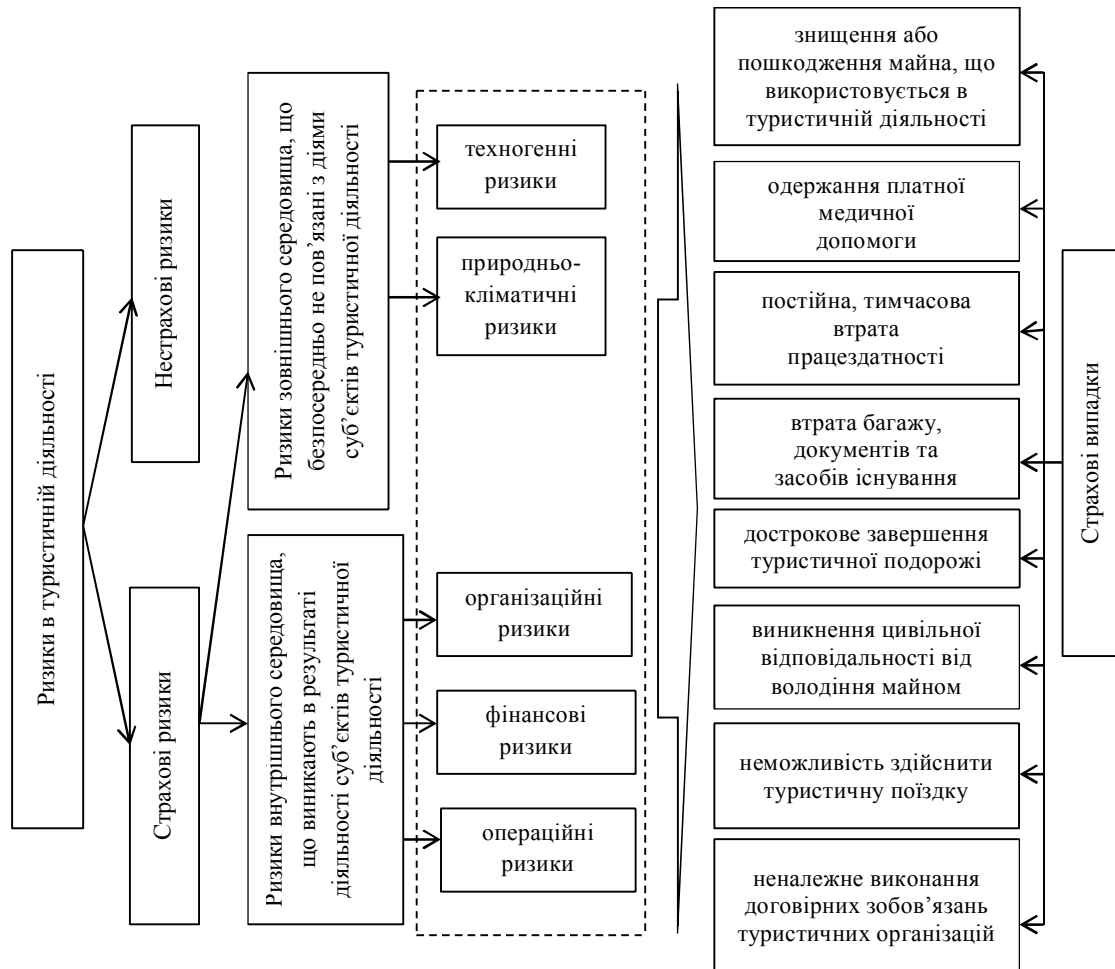 Ризики в туристичній діяльності
Нестрахові ризики
Страхові ризики
Ризики зовнішнього середовища, що
безпосередньо не пов’язані з діями
суб’єктів туристичної діяльності
Ризики внутрішнього середовища,
що виникають в результаті
діяльності суб’єктів туристичної
діяльності
техногенні
ризики
природньо-
кліматичні
ризики
організаційні
ризики
фінансові
ризики
операційні
ризики
знищення або
пошкодження майна, що
використовується в
туристичній діяльності
одержання платної
медичної
допомоги
постійна, тимчасова
втрата
працездатності
втрата багажу,
документів та
засобів існування
дострокове завершення
туристичної подорожі
виникнення цивільної
відповідальності від
володіння майном
неможливість здійснити
туристичну поїздку
неналежне виконання
договірних зобов’язань
туристичних організацій
Страхові випадки